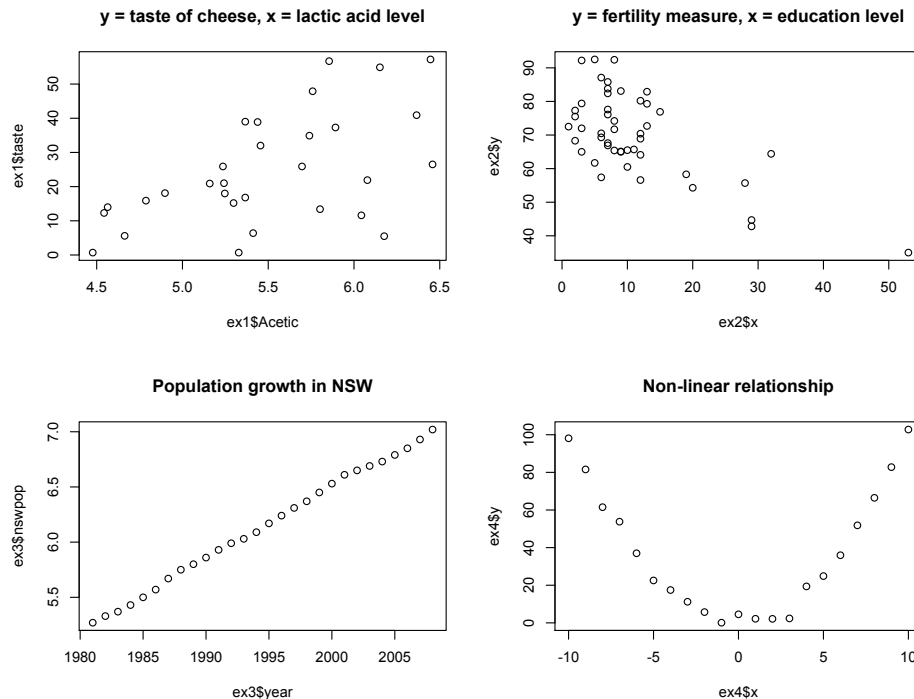 y = taste of cheese, x = lactic acid level
ex1$taste
0 10 20 30 40 50
4.5 5.0 5.5 6.0 6.5
ex1$Acetic
y = fertility measure, x = education level
ex2$y
40 50 60 70 80 90
0 10 20 30 40 50
ex2$x
Population growth in NSW
ex3$nswpop
5.5 6.0 6.5 7.0
1980 1985 1990 1995 2000 2005
ex3$year
Non-linear relationship
ex4$y
0 20 40 60 80 100
-10 -5 0 5 10
ex4$x